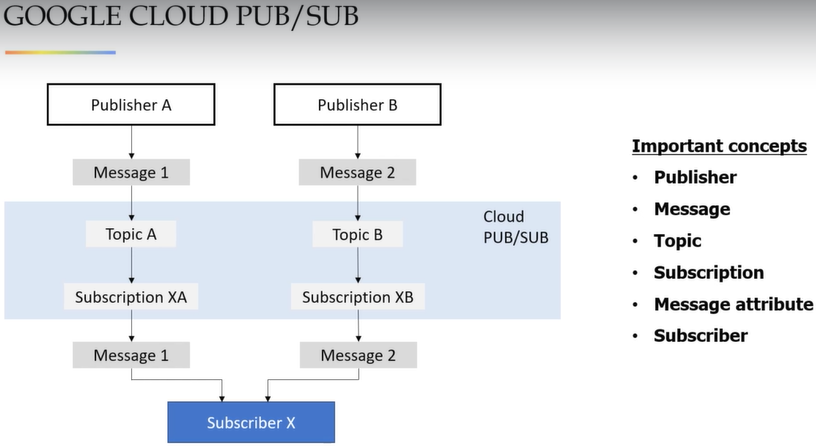 GOOGLE CLOUD PUB/SUB
Publisher A
Publisher B
Message 1
Message 2
Cloud
PUB/SUB
Topic A
Topic B
Subscription XA
Subscription XB
Message 1
Message 2
Subscriber X
Important concepts
• Publisher
• Message
• Topic
• Subscription
• Message attribute
• Subscriber